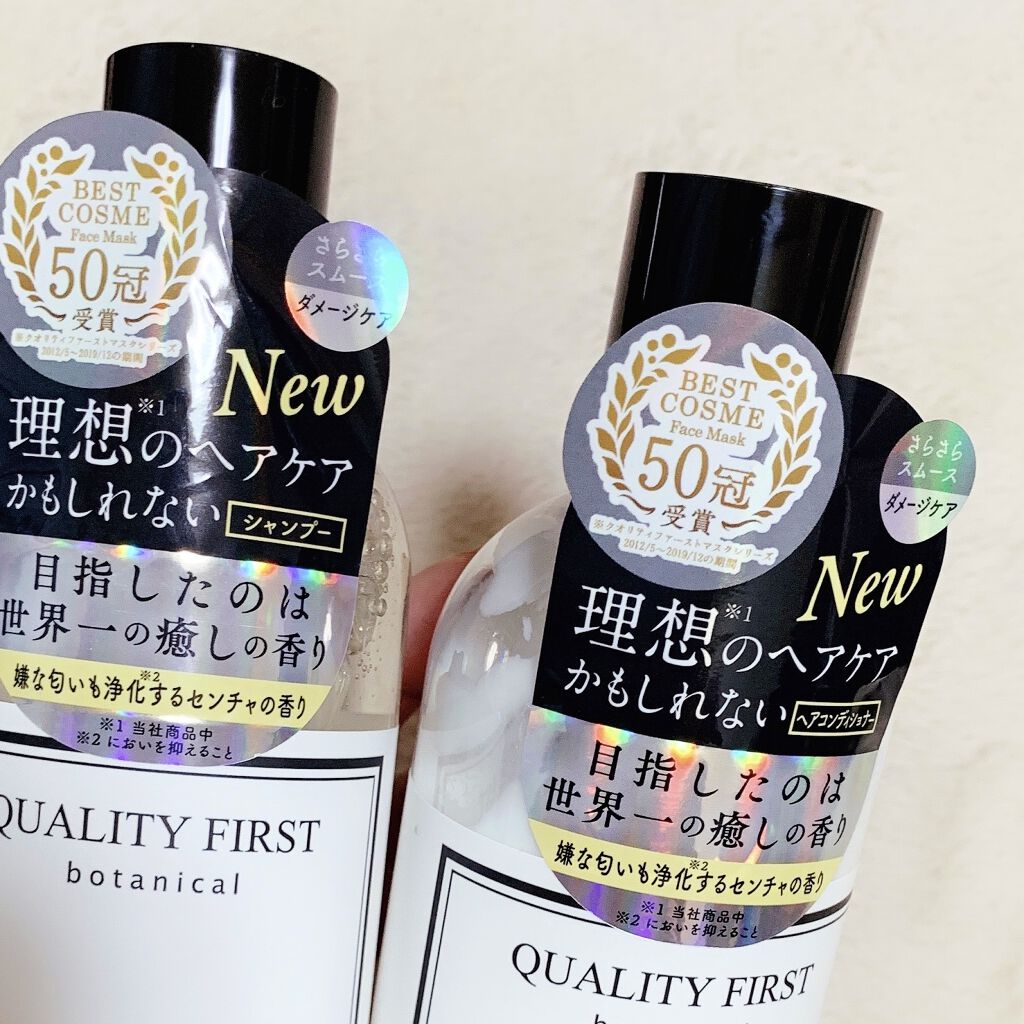 BEST
COSME
Face Mask
50冠
受賞
※クオリティファーストマスクシリーズ
2012/5～2019/12の期間
さらさら
スムース
ダメージケア
New
理想※1のヘアケア
かもしれない シャンプー
目指したのは
世界一の癒しの香り
嫌な匂いも浄化※2するセンチャの香り
※1 当社商品中
※2 においを抑えること
QUALITY FIRST
botanical
BEST
COSME
Face Mask
50冠
受賞
※クオリティファーストマスクシリーズ
2012/5～2019/12の期間
さらさら
スムース
ダメージケア
New
理想※1のヘアケア
かもしれない ヘアコンディショナー
目指したのは
世界一の癒しの香り
嫌な匂いも浄化※2するセンチャの香り
※1 当社商品中
※2 においを抑えること
QUALITY FIRST